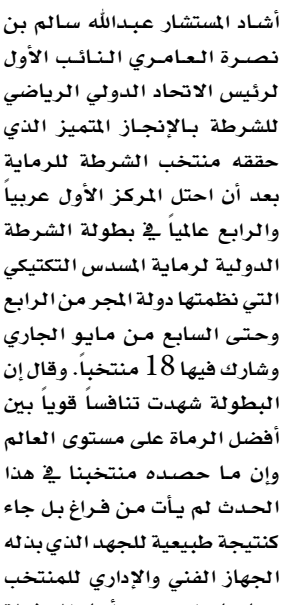 أشاد المستشار عبدالله سالم بن
نصرة العامري النائب الأول
لرئيس الاتحاد الدولي الرياضي
للشرطة بالإنجاز المتميز الذي
حققه منتخب الشرطة للرماية
بعد أن احتل المركز الأول عربياً
والرابع عالمياً في بطولة الشرطة
الدولية لرماية المسدس التكتيكي
التي نظمتها دولة المجر من الرابع
وحتى السابع من مايو الجاري
وشارك فيها 18 منتخباً. وقال إن
البطولة شهدت تنافساً قوياً بين
أفضل الرماة على مستوى العالم
وإن ما حصده منتخبنا في هذا
الحدث لم يأت من فراغ بل جاء
كنتيجة طبيعية للجهد الذي بذله
الجهاز الفني والإداري للمنتخب